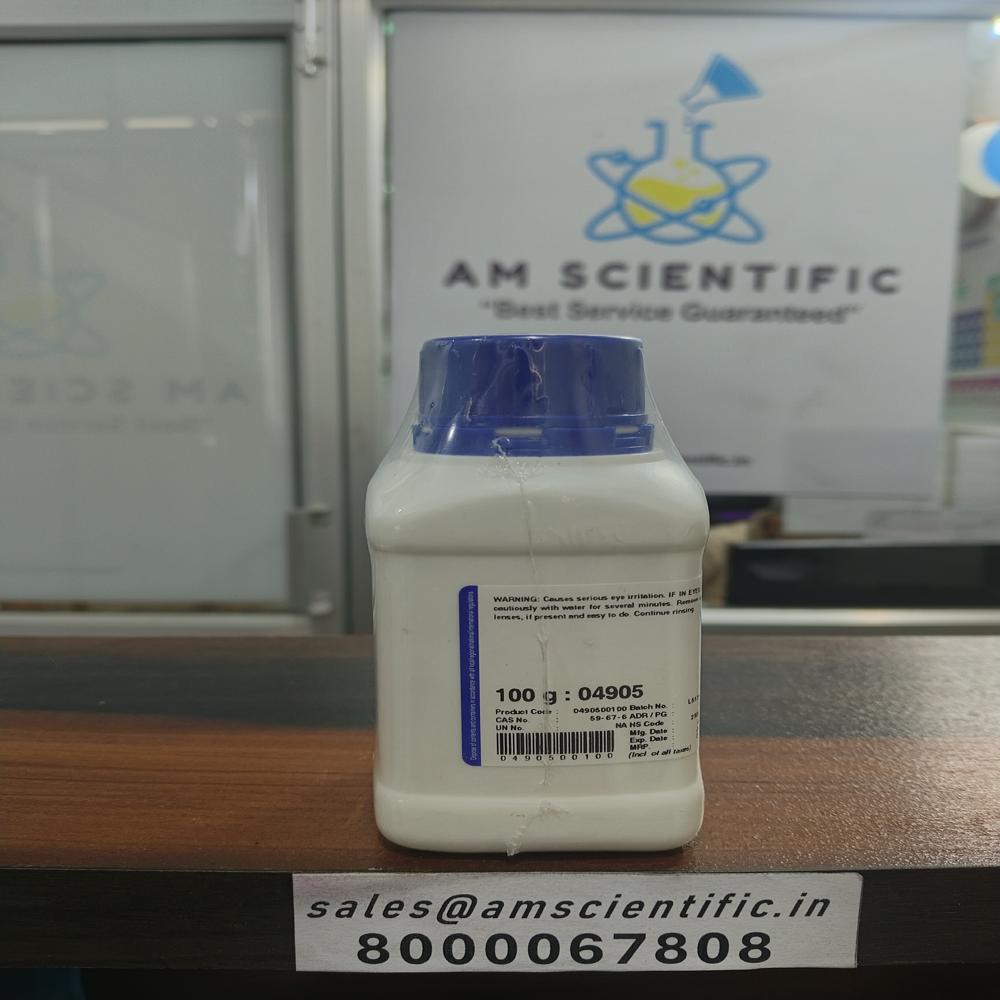 AM SCIENTIFIC
"Best Service Guaranteed"
WARNING: Causes serious eye irritation. IF IN EYES
cautiously with water for several minutes. Remove
lenses, if present and easy to do. Continue rinsing
100 g : 04905
Product Code : 0490500100 Batch No. :
CAS No. : 59-67-6 ADR / PG :
UN No. : NA HS Code :
Mfg. Date :
Exp. Date :
MRP :
(Incl of all taxes)
0490500100
sales@amscientific.in
8000067808